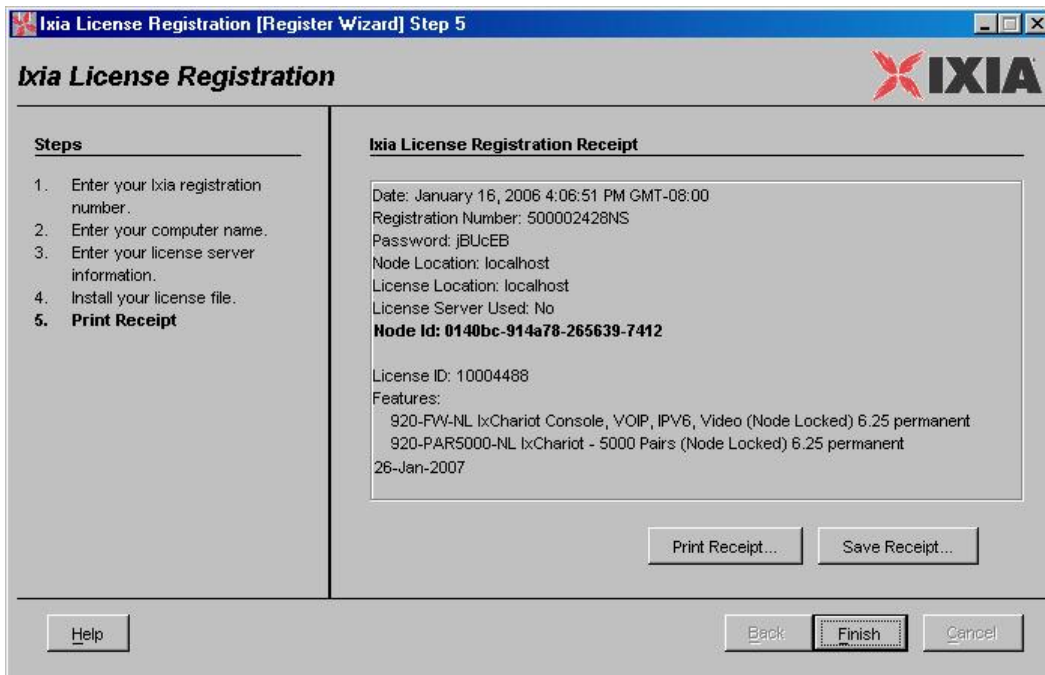 Ixia License Registration [Register Wizard] Step 5
Ixia License Registration
IXIA
Steps
1. Enter your Ixia registration
number.
2. Enter your computer name.
3. Enter your license server
information.
4. Install your license file.
5. Print Receipt
Ixia License Registration Receipt
Date: January 16, 2006 4:06:51 PM GMT-08:00
Registration Number: 500002428NS
Password: jBUcEB
Node Location: localhost
License Location: localhost
License Server Used: No
Node Id: 0140bc-914a78-265639-7412
License ID: 10004488
Features:
920-FW-NL IxChariot Console, VOIP, IPV6, Video (Node Locked) 6.25 permanent
920-PAR5000-NL IxChariot - 5000 Pairs (Node Locked) 6.25 permanent
26-Jan-2007
Print Receipt...
Save Receipt...
Help
Back
Finish
Cancel